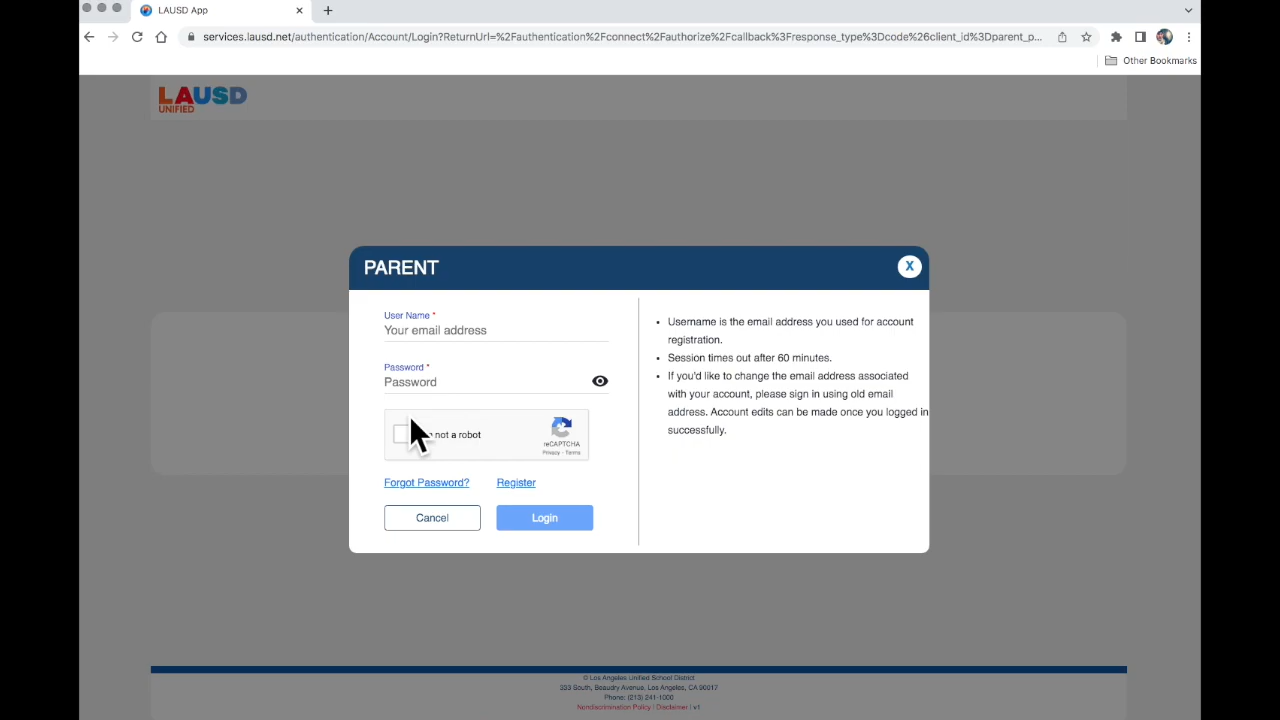 LAUSD App
services.lausd.net/authentication/Account/Login?ReturnUrl=%2Fauthentication%2Fconnect%2Fauthorize%2Fcallback%3Fresponse_type%3Dcode%26client_id%3Dparent_p...
Other Bookmarks
LAUSD
UNIFIED
PARENT
X
User Name *
Your email address
Password *
Password
not a robot
reCAPTCHA
Privacy - Terms
Forgot Password?
Register
Cancel
Login
• Username is the email address you used for account
registration.
• Session times out after 60 minutes.
• If you'd like to change the email address associated
with your account, please sign in using old email
address. Account edits can be made once you logged in
successfully.
© Los Angeles Unified School District
333 South, Beaudry Avenue, Los Angeles, CA 90017
Phone: (213) 241-1000
Nondiscrimination Policy | Disclaimer | v1